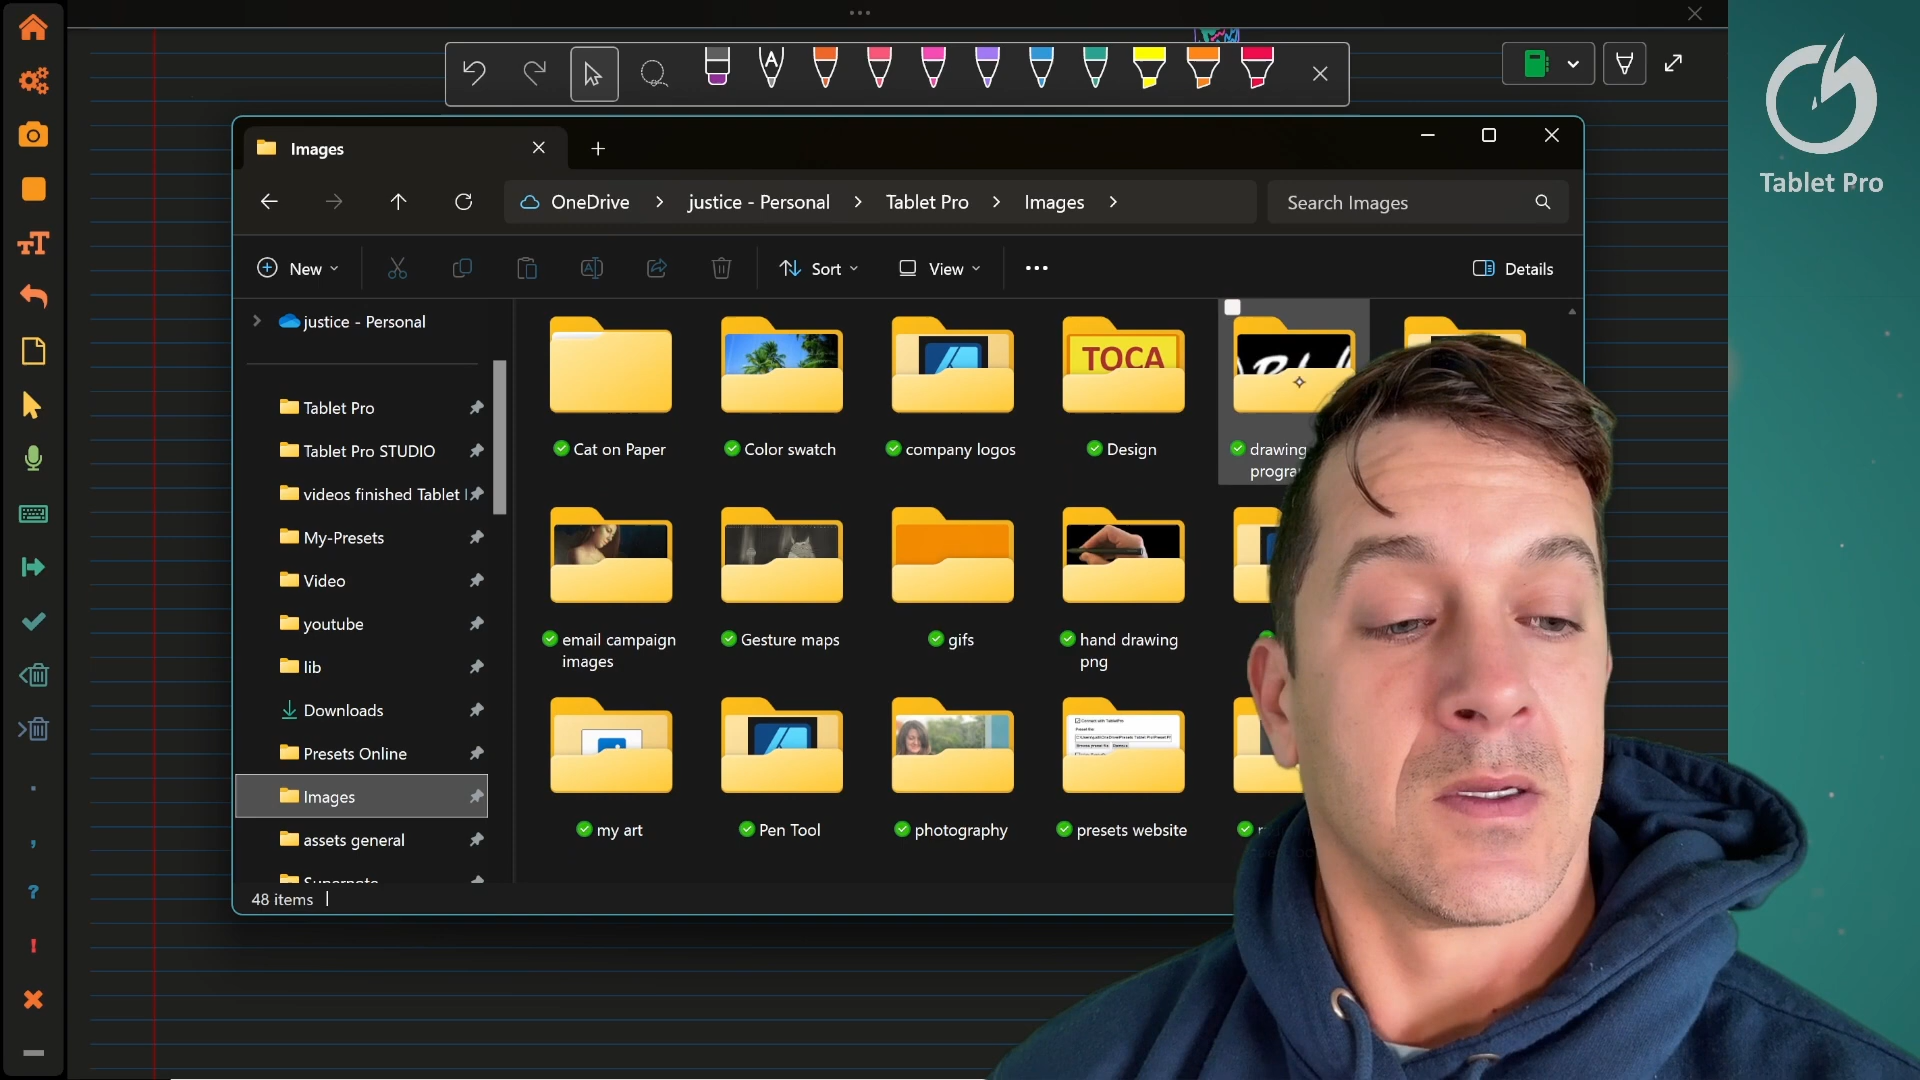 Tablet Pro
Images
OneDrive > justice - Personal > Tablet Pro > Images >
Search Images
New
Sort
View
Details
justice - Personal
Tablet Pro
Tablet Pro STUDIO
videos finished Tablet
My-Presets
Video
youtube
lib
Downloads
Presets Online
Images
assets general
Supernote
TOCA
Cat on Paper
Color swatch
company logos
Design
drawing
email campaign
images
Gesture maps
gifs
hand drawing
png
my art
Pen Tool
photography
presets website
48 items